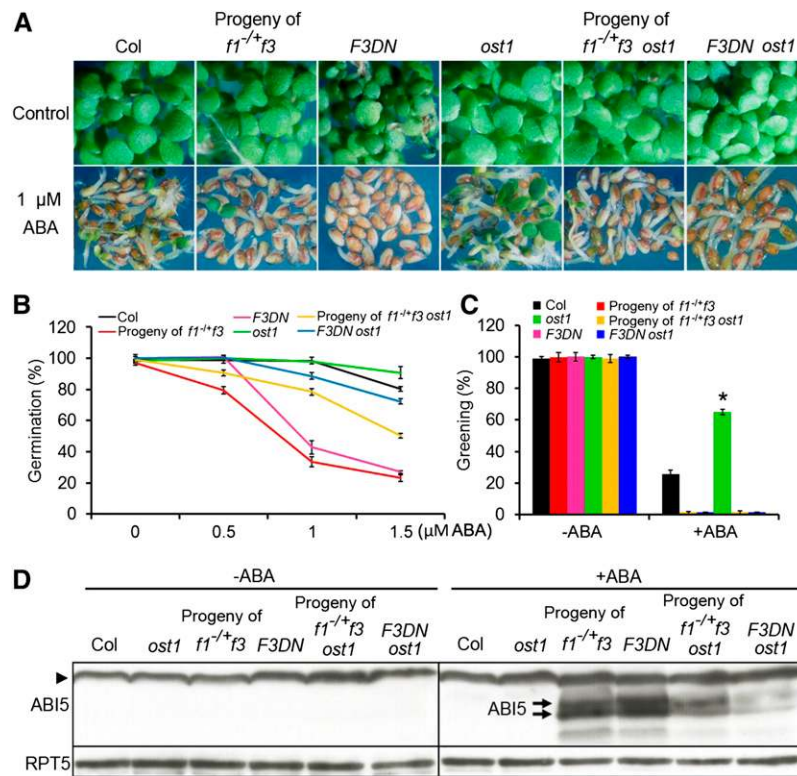 A
Col
Progeny of
f1-/+f3
F3DN
ost1
Progeny of
f1-/+f3 ost1
F3DN ost1
Control
1 μM
ABA
B
Col
Progeny of f1-/+f3
F3DN
ost1
Progeny of f1-/+f3 ost1
F3DN ost1
Germination (%)
120
100
80
60
40
20
0
0 0.5 1 1.5 (μM ABA)
C
Col
ost1
F3DN
Progeny of f1-/+f3
Progeny of f1-/+f3 ost1
F3DN ost1
Greening (%)
120
100
80
60
40
20
0
*
-ABA +ABA
D
-ABA +ABA
Col
ost1
Progeny of
f1-/+f3
F3DN
Progeny of
f1-/+f3
ost1
F3DN
ost1
Col
ost1
Progeny of
f1-/+f3
F3DN
Progeny of
f1-/+f3
ost1
F3DN
ost1
ABI5
ABI5
RPT5